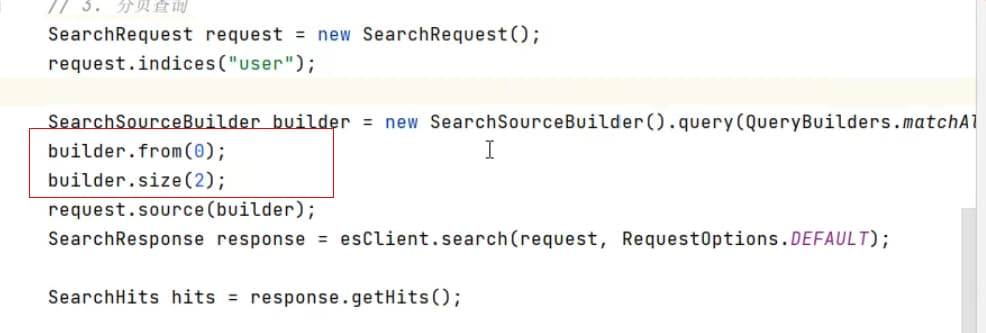 // 3. 分页查询
SearchRequest request = new SearchRequest();
request.indices("user");
SearchSourceBuilder builder = new SearchSourceBuilder().query(QueryBuilders.matchAl
builder.from(0);
builder.size(2);
request.source(builder);
SearchResponse response = esClient.search(request, RequestOptions.DEFAULT);
SearchHits hits = response.getHits();